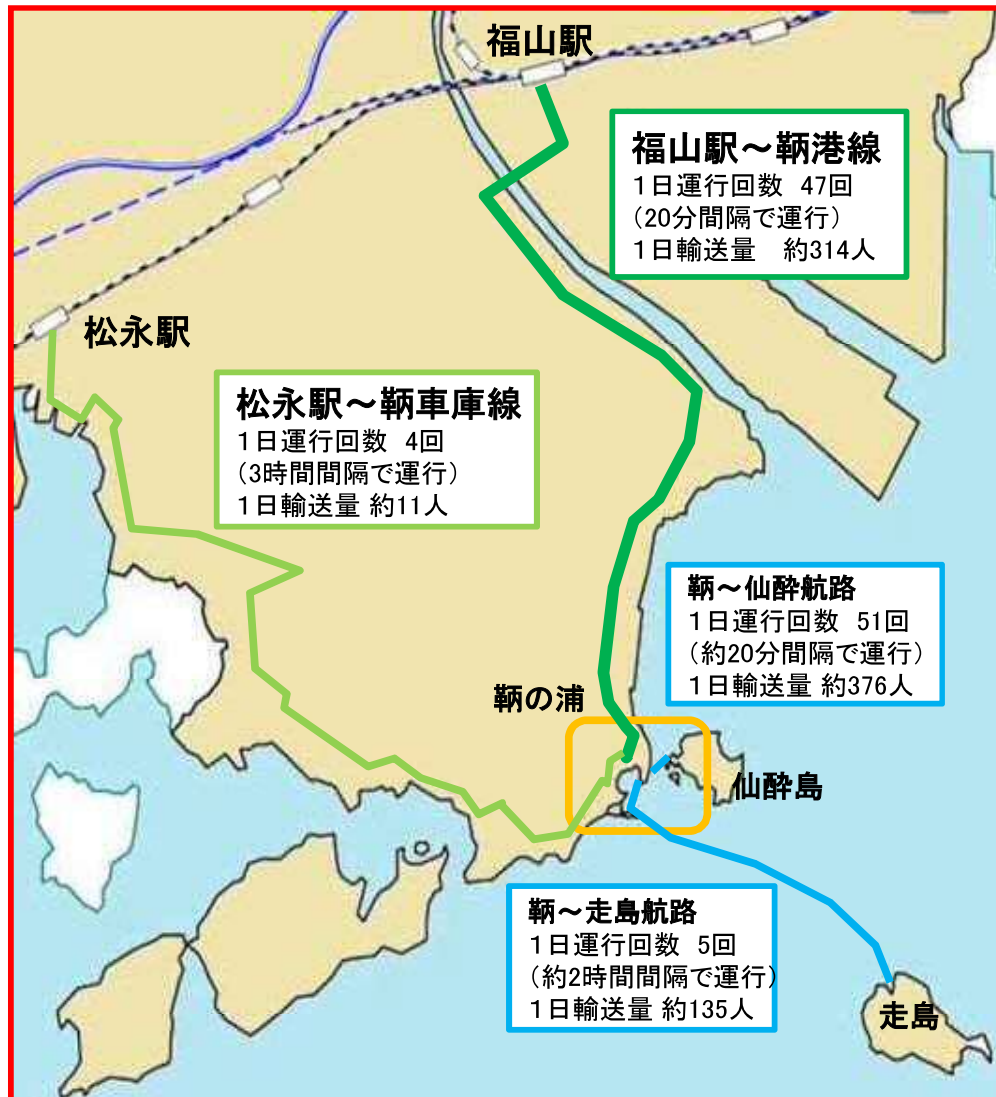 福山駅
福山駅～鞆港線
1日運行回数 47回
(20分間隔で運行)
1日輸送量 約314人
松永駅
松永駅～鞆車庫線
1日運行回数 4回
(3時間間隔で運行)
1日輸送量 約11人
鞆～仙酔航路
1日運行回数 51回
(約20分間隔で運行)
1日輸送量 約376人
鞆の浦
仙酔島
鞆～走島航路
1日運行回数 5回
(約2時間間隔で運行)
1日輸送量 約135人
走島